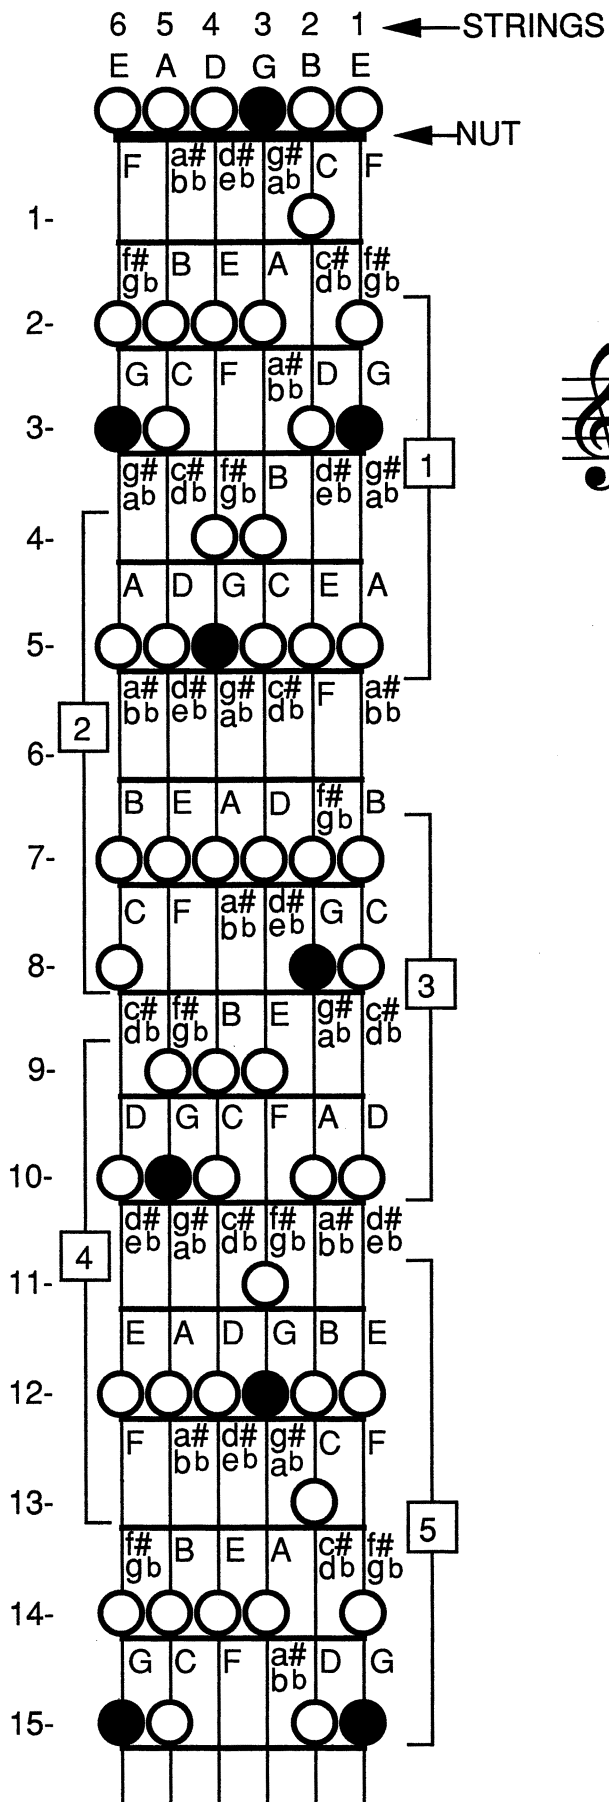 6 5 4 3 2 1 STRINGS
E A D G B E
NUT
F a# d# g# C F
bb eb ab
1-
f# B E A c# f#
gb db gb
2-
G C F a# D G
bb
3-
1
g# c# f# B d# g#
ab db gb eb ab
4-
A D G C E A
5-
a# d# g# c# F a#
bb eb ab db bb
2
6-
B E A D f# B
gb
7-
C F a# d# G C
bb eb
8-
3
c# f# B E g# c#
db gb ab db
9-
D G C F A D
10-
d# g# c# f# a# d#
eb ab db gb bb eb
4
11-
E A D G B E
12-
F a# d# g# C F
bb eb ab
13-
5
f# B E A c# f#
gb db gb
14-
G C F a# D G
bb
15-